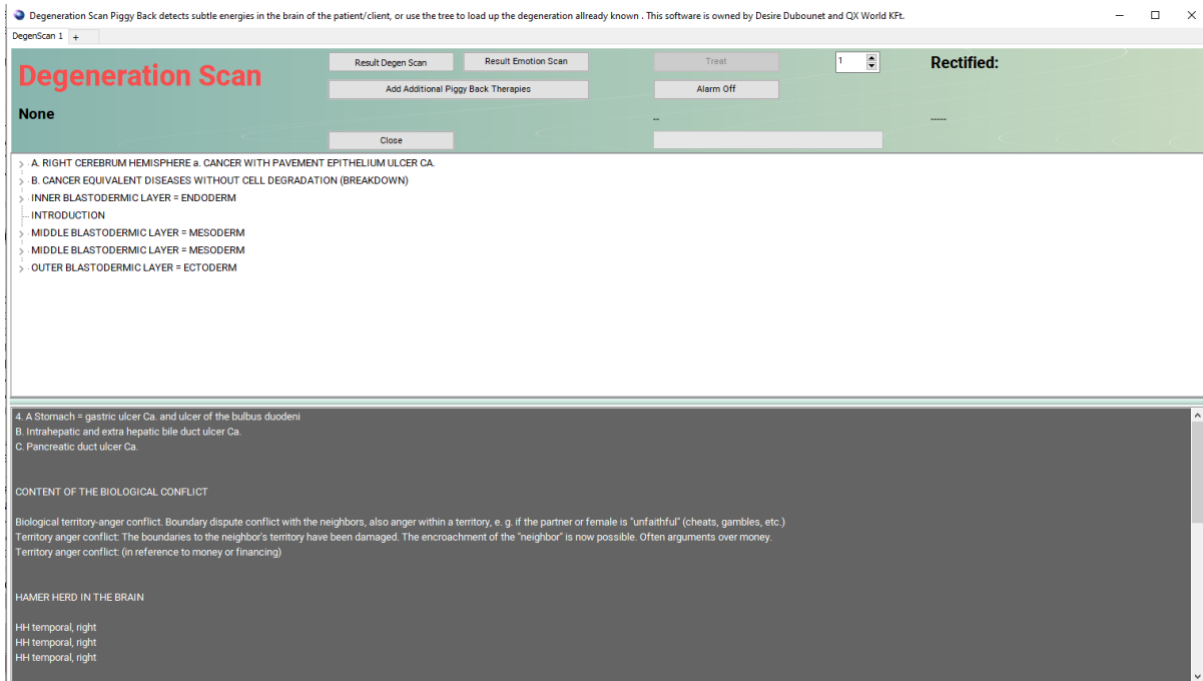 Degeneration Scan Piggy Back detects subtle energies in the brain of the patient/client, or use the tree to load up the degeneration allready known . This software is owned by Desire Dubounet and QX World KFt.
DegenScan 1 +
Degeneration Scan
Result Degen Scan
Result Emotion Scan
Treat
1
Rectified:
Add Additional Piggy Back Therapies
Alarm Off
None
--
-----
Close
A. RIGHT CEREBRUM HEMISPHERE a. CANCER WITH PAVEMENT EPITHELIUM ULCER CA.
B. CANCER EQUIVALENT DISEASES WITHOUT CELL DEGRADATION (BREAKDOWN)
INNER BLASTODERMIC LAYER = ENDODERM
INTRODUCTION
MIDDLE BLASTODERMIC LAYER = MESODERM
MIDDLE BLASTODERMIC LAYER = MESODERM
OUTER BLASTODERMIC LAYER = ECTODERM
4. A Stomach = gastric ulcer Ca. and ulcer of the bulbus duodeni
B. Intrahepatic and extra hepatic bile duct ulcer Ca.
C. Pancreatic duct ulcer Ca.
CONTENT OF THE BIOLOGICAL CONFLICT
Biological territory-anger conflict. Boundary dispute conflict with the neighbors, also anger within a territory, e. g. if the partner or female is "unfaithful" (cheats, gambles, etc.)
Territory anger conflict: The boundaries to the neighbor's territory have been damaged. The encroachment of the "neighbor" is now possible. Often arguments over money.
Territory anger conflict: (in reference to money or financing)
HAMER HERD IN THE BRAIN
HH temporal, right
HH temporal, right
HH temporal, right